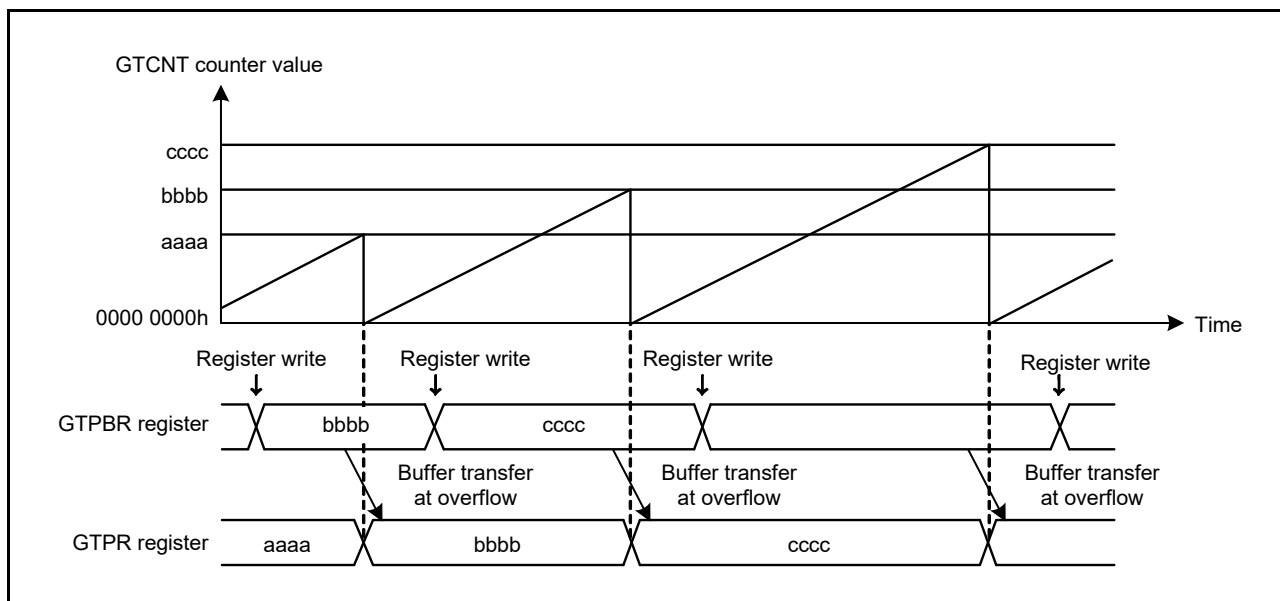 GTCNT counter value
cccc
bbbb
aaaa
0000 0000h
Time
Register write
Register write
Register write
Register write
GTPBR register
bbbb
cccc
Buffer transfer
at overflow
Buffer transfer
at overflow
Buffer transfer
at overflow
GTPR register
aaaa
bbbb
cccc